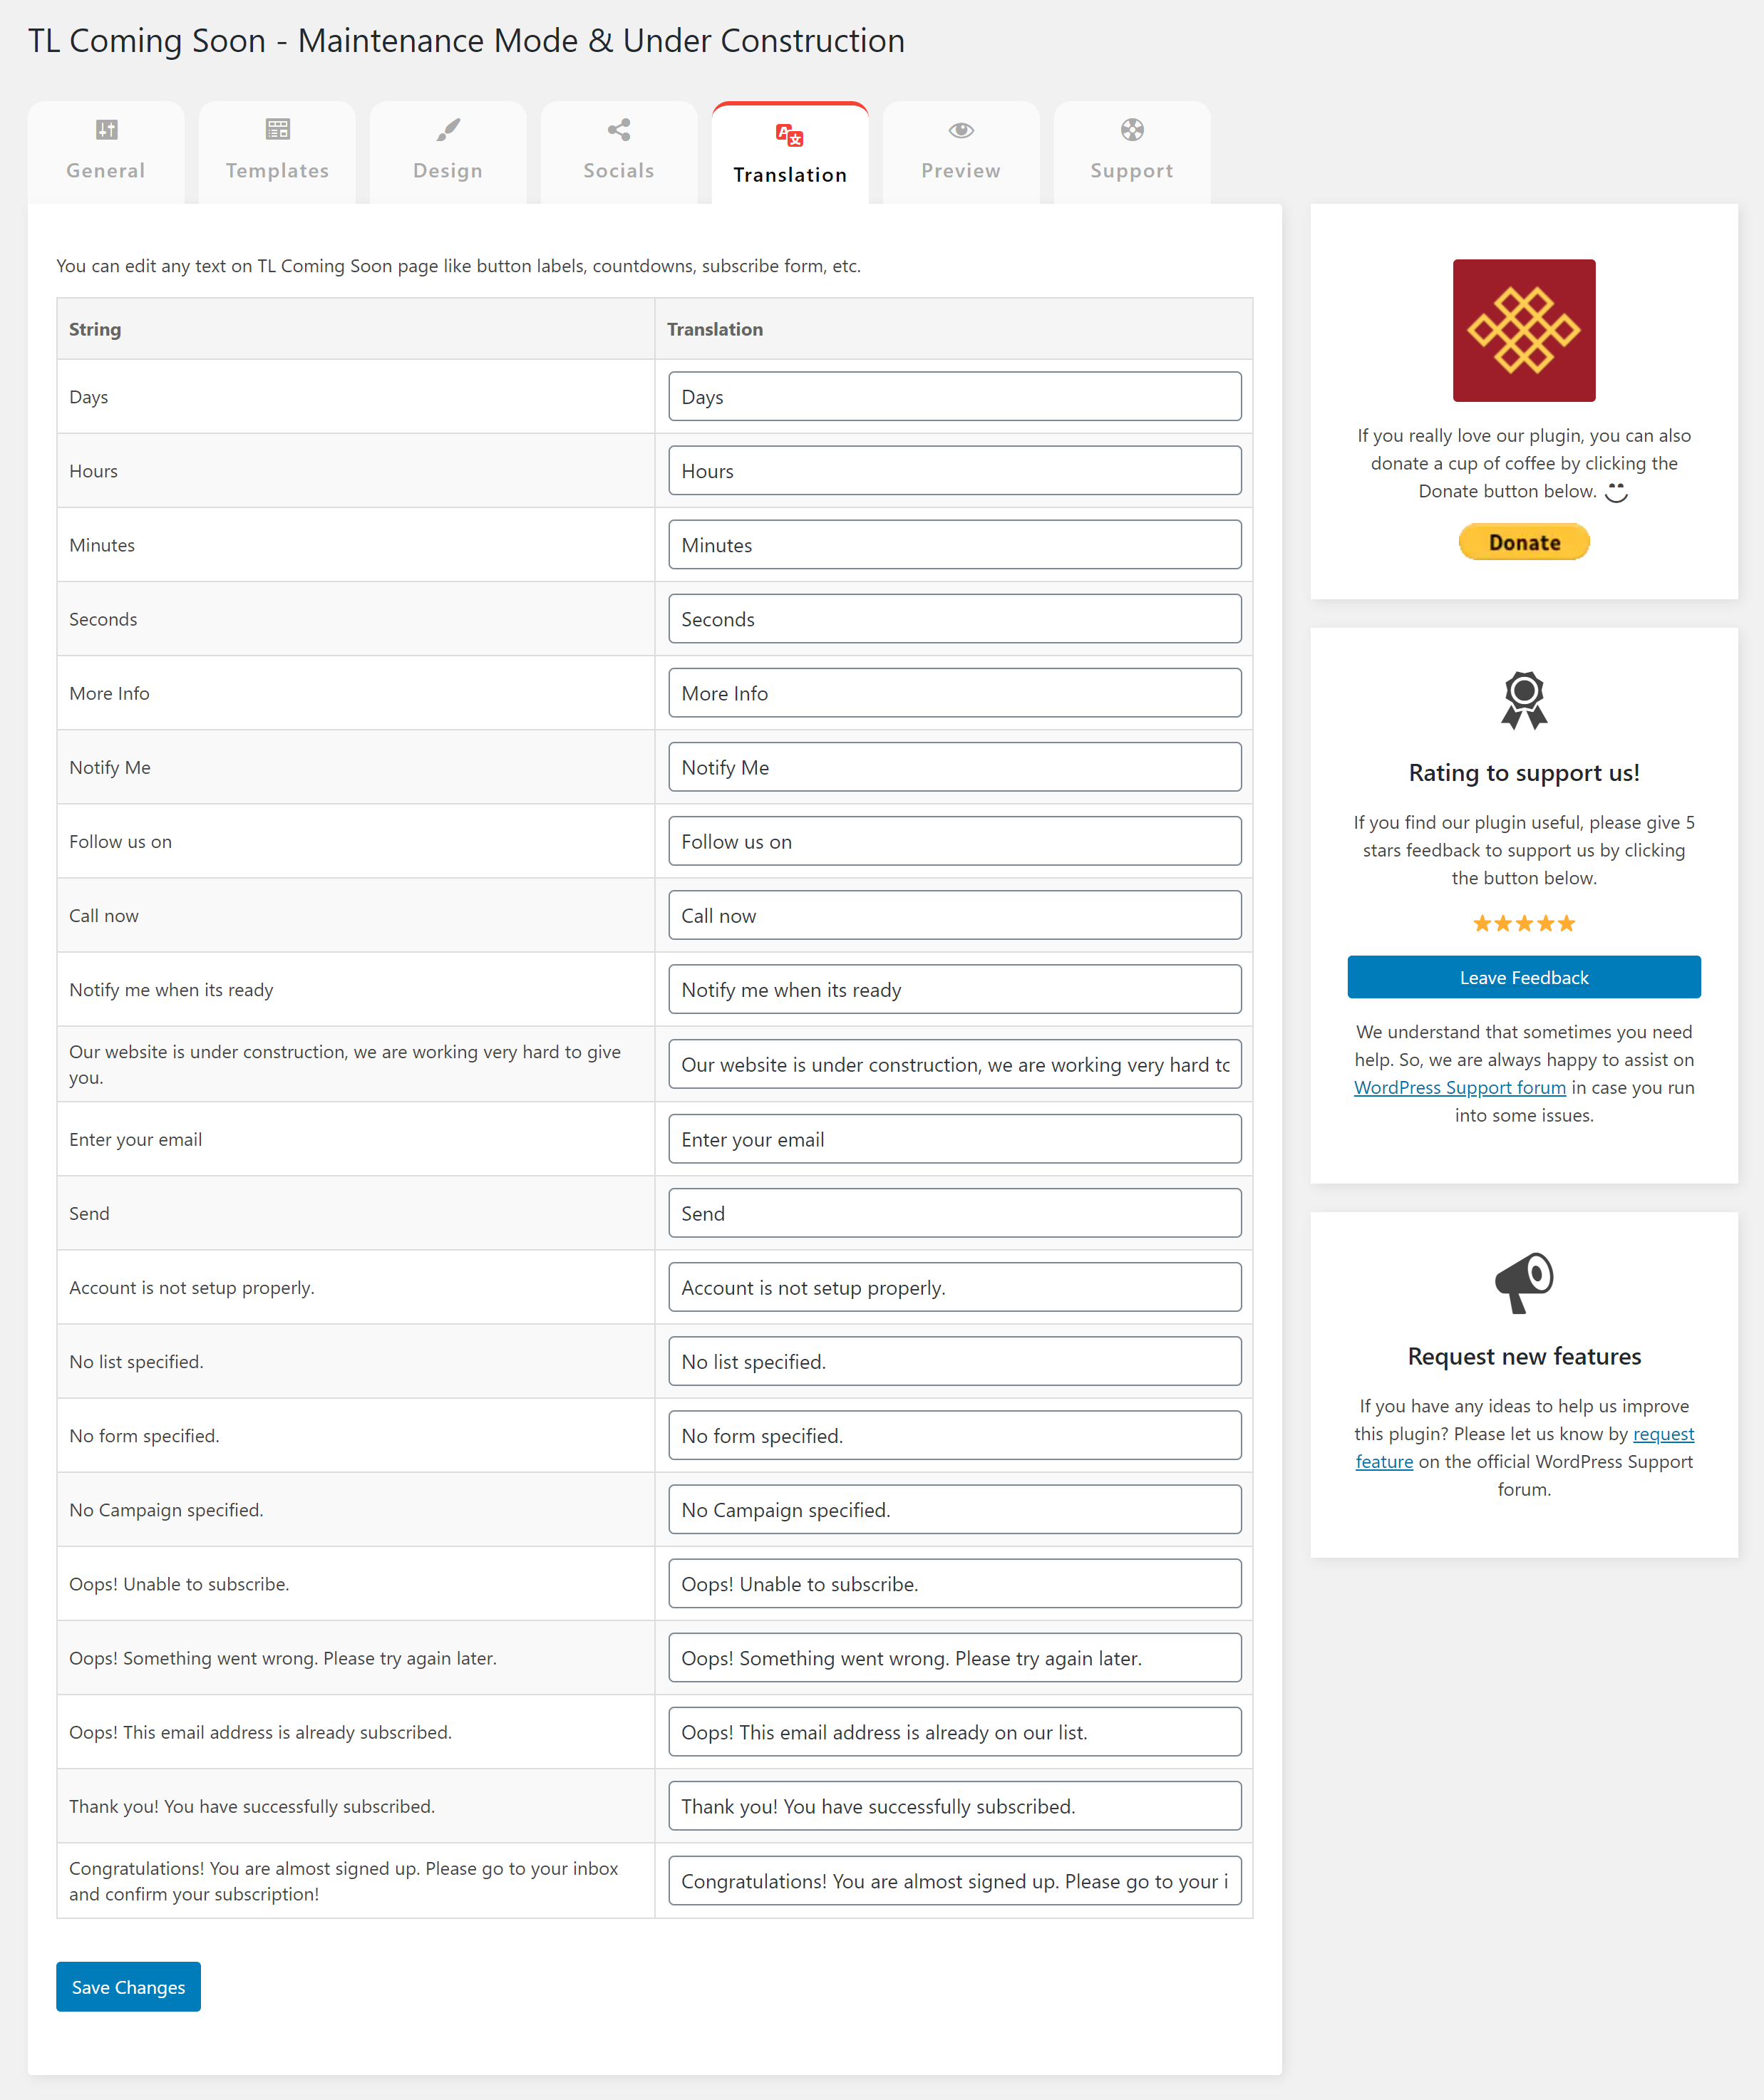 TL Coming Soon - Maintenance Mode & Under Construction
General
Templates
Design
Socials
Translation
Preview
Support
You can edit any text on TL Coming Soon page like button labels, countdowns, subscribe form, etc.
String
Translation
Days
Days
Hours
Hours
Minutes
Minutes
Seconds
Seconds
More Info
More Info
Notify Me
Notify Me
Follow us on
Follow us on
Call now
Call now
Notify me when its ready
Notify me when its ready
Our website is under construction, we are working very hard to give
you.
Our website is under construction, we are working very hard to
Enter your email
Enter your email
Send
Send
Account is not setup properly.
Account is not setup properly.
No list specified.
No list specified.
No form specified.
No form specified.
No Campaign specified.
No Campaign specified.
Oops! Unable to subscribe.
Oops! Unable to subscribe.
Oops! Something went wrong. Please try again later.
Oops! Something went wrong. Please try again later.
Oops! This email address is already subscribed.
Oops! This email address is already on our list.
Thank you! You have successfully subscribed.
Thank you! You have successfully subscribed.
Congratulations! You are almost signed up. Please go to your inbox
and confirm your subscription!
Congratulations! You are almost signed up. Please go to your i
Save Changes
If you really love our plugin, you can also
donate a cup of coffee by clicking the
Donate button below.
Donate
Rating to support us!
If you find our plugin useful, please give 5
stars feedback to support us by clicking
the button below.
Leave Feedback
We understand that sometimes you need
help. So, we are always happy to assist on
WordPress Support forum in case you run
into some issues.
Request new features
If you have any ideas to help us improve
this plugin? Please let us know by request
feature on the official WordPress Support
forum.